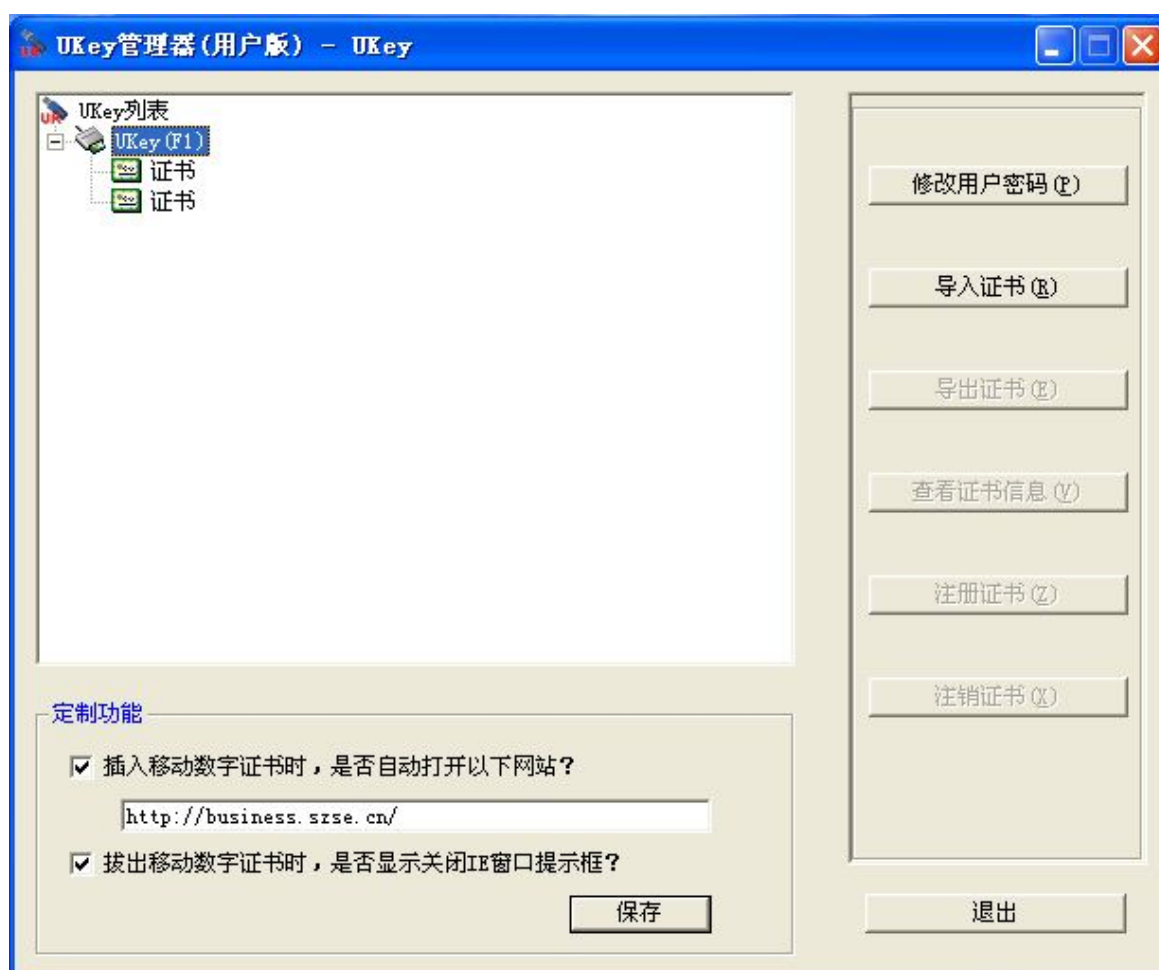 UKey管理器(用户版) - UKey
UKey列表
UKey(F1)
证书
证书
修改用户密码(P)
导入证书(R)
导出证书(E)
查看证书信息(V)
注册证书(Z)
注销证书(X)
定制功能
插入移动数字证书时，是否自动打开以下网站？
http://business.szse.cn/
拔出移动数字证书时，是否显示关闭IE窗口提示框？
保存
退出